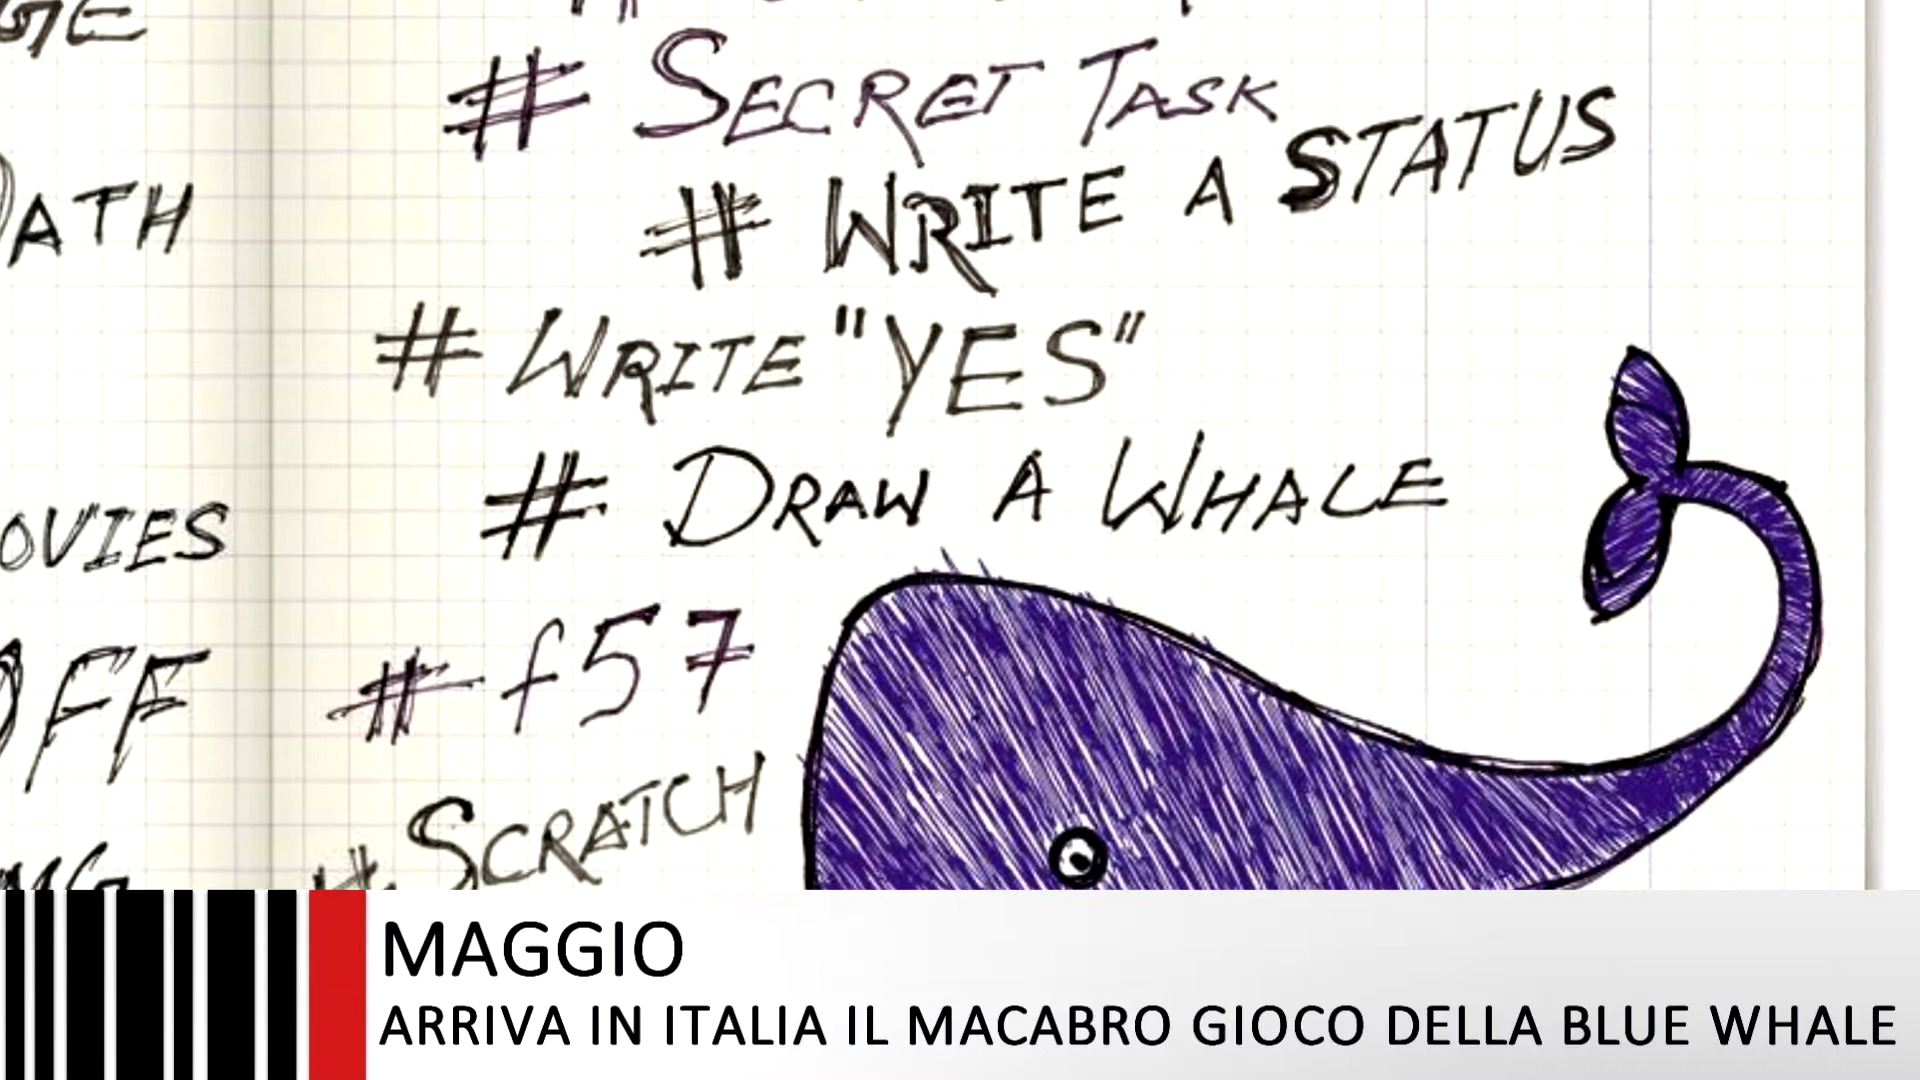 # SECRET TASK
# WRITE A STATUS
# WRITE "YES"
# DRAW A WHALE
# f57
# SCRATCH
ATH
OVIES
OFF
MAGGIO
ARRIVA IN ITALIA IL MACABRO GIOCO DELLA BLUE WHALE